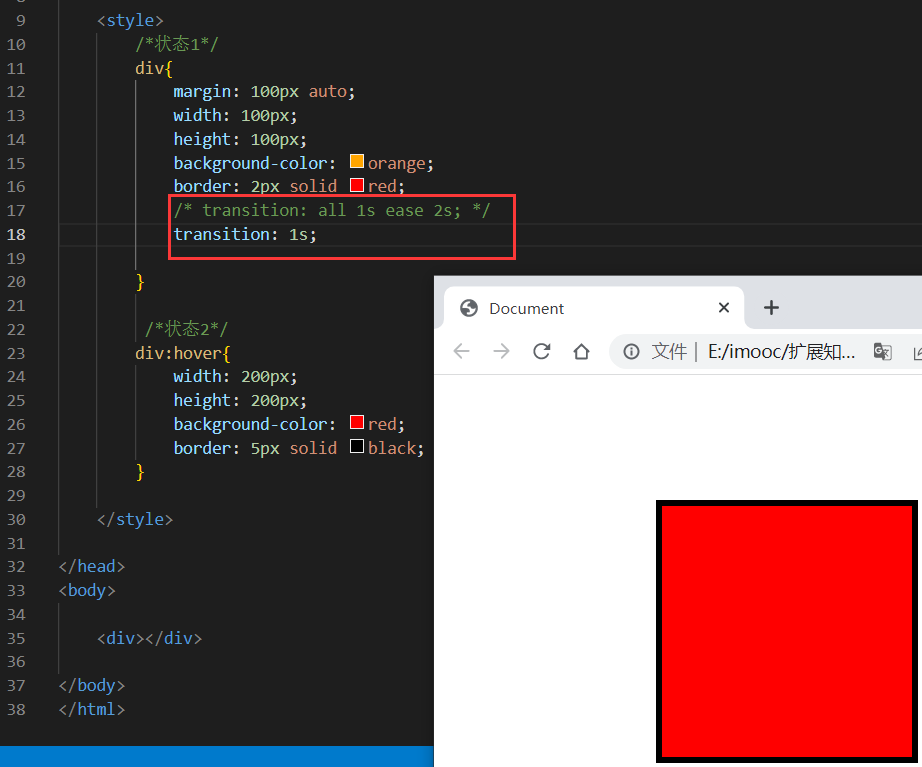 9 <style>
10 /*状态1*/
11 div{
12 margin: 100px auto;
13 width: 100px;
14 height: 100px;
15 background-color: orange;
16 border: 2px solid red;
17 /* transition: all 1s ease 2s; */
18 transition: 1s;
19
20 }
21
22 /*状态2*/
23 div:hover{
24 width: 200px;
25 height: 200px;
26 background-color: red;
27 border: 5px solid black;
28 }
29
30 </style>
31
32 </head>
33 <body>
34
35 <div></div>
36
37 </body>
38 </html>
Document
文件 | E:/imooc/扩展知...